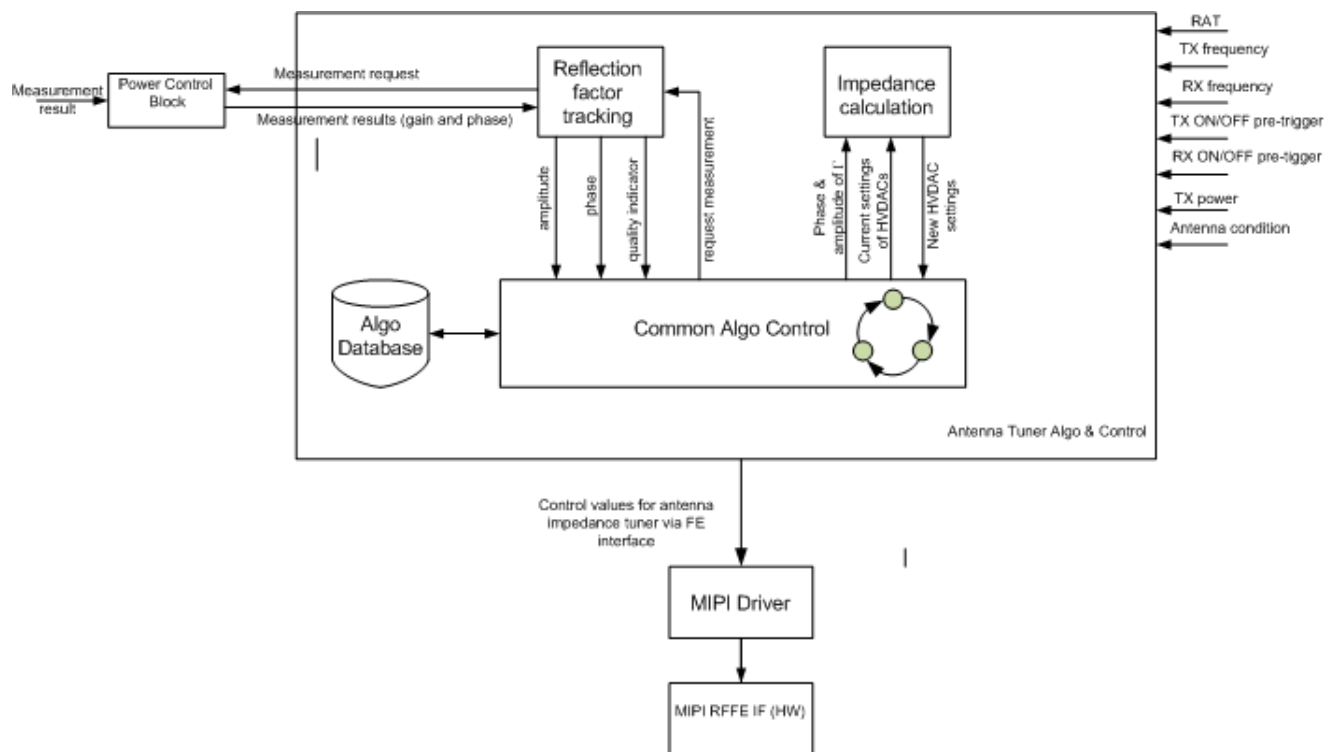 RAT
TX frequency
RX frequency
TX ON/OFF pre-trigger
RX ON/OFF pre-tigger
TX power
Antenna condition
Measurement
result
Power Control
Block
Measurement request
Measurement results (gain and phase)
Reflection
factor
tracking
Impedance
calculation
amplitude
phase
quality indicator
request measurement
Phase &
amplitude of Γ
Current settings
of HVDACs
New HVDAC
settings
Algo
Database
Common Algo Control
Antenna Tuner Algo & Control
Control values for antenna
impedance tuner via FE
interface
MIPI Driver
MIPI RFFE IF (HW)